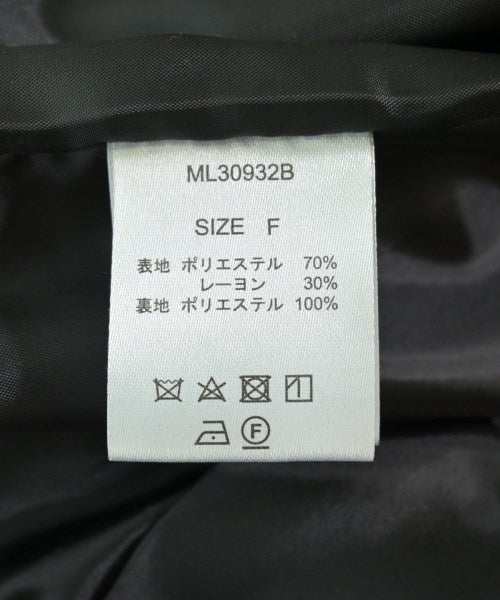 ML30932B
SIZE F
表地 ポリエステル 70%
レーヨン 30%
裏地 ポリエステル 100%
F